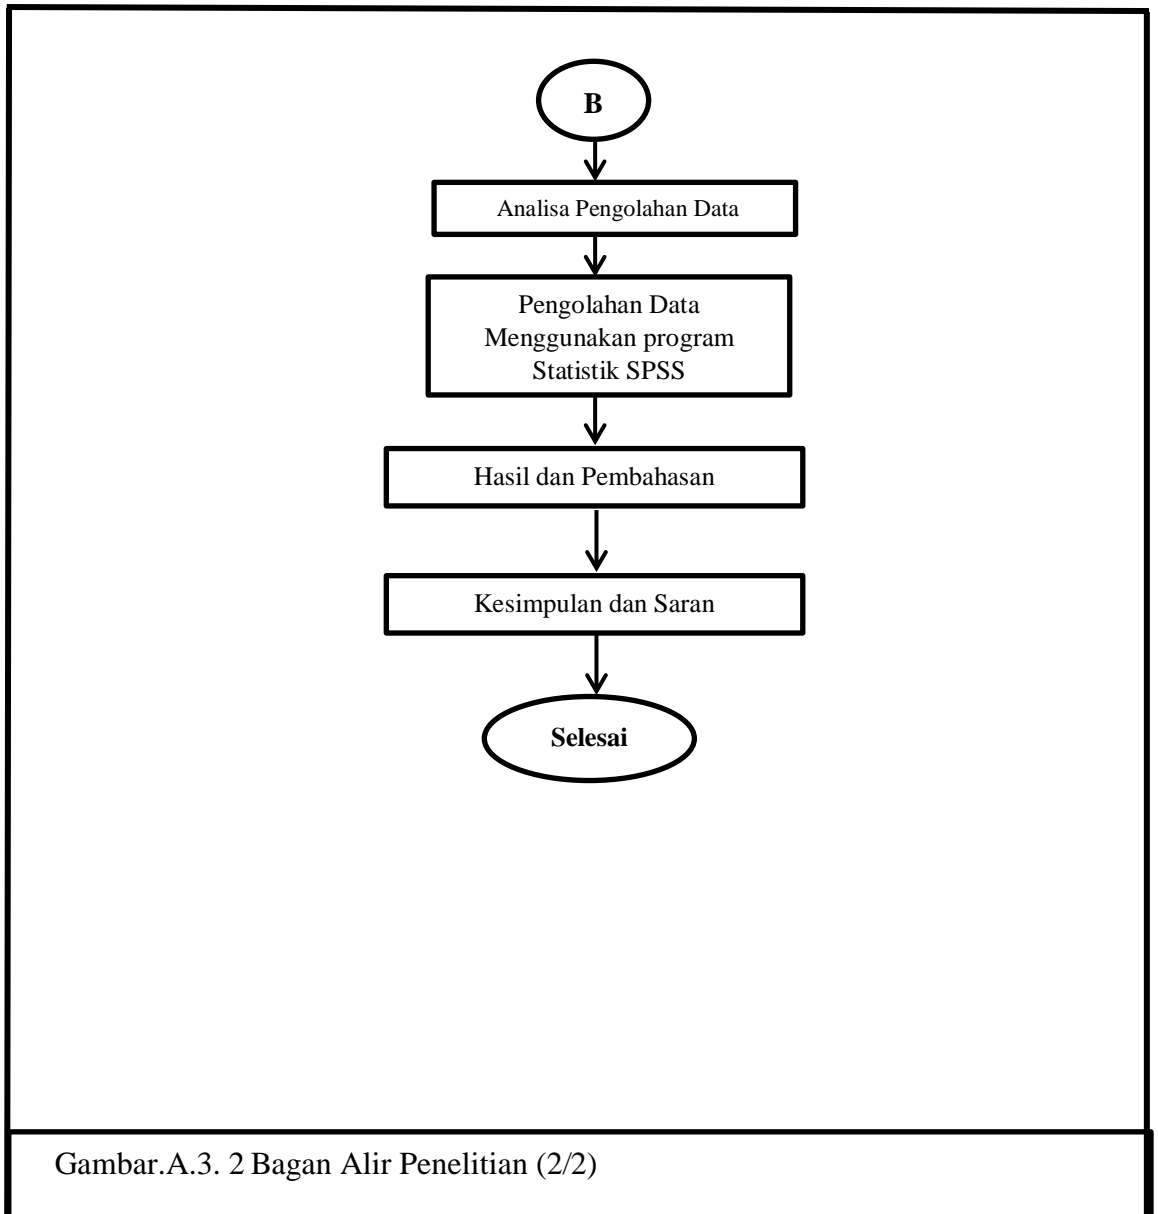 B
Analisa Pengolahan Data
Pengolahan Data
Menggunakan program
Statistik SPSS
Hasil dan Pembahasan
Kesimpulan dan Saran
Selesai
Gambar.A.3. 2 Bagan Alir Penelitian (2/2)